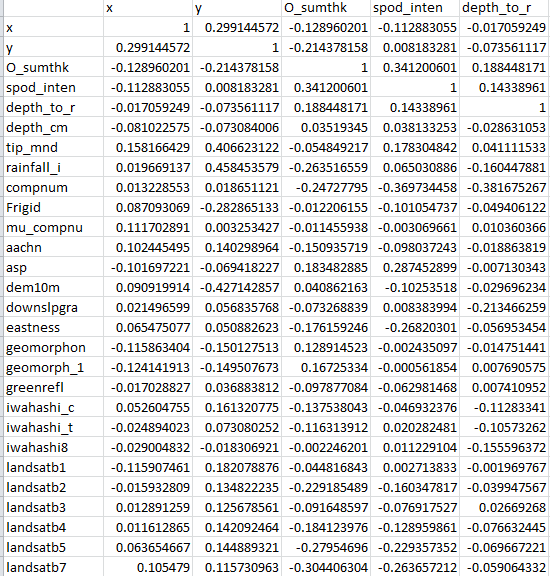 x y O_sumthk spod_inten depth_to_r
x 1 0.299144572 -0.128960201 -0.112883055 -0.017059249
y 0.299144572 1 -0.214378158 0.008183281 -0.073561117
O_sumthk -0.128960201 -0.214378158 1 0.341200601 0.188448171
spod_inten -0.112883055 0.008183281 0.341200601 1 0.14338961
depth_to_r -0.017059249 -0.073561117 0.188448171 0.14338961 1
depth_cm -0.081022575 -0.073084006 0.03519345 0.038133253 -0.028631053
tip_mnd 0.158166429 0.406623122 -0.054849217 0.178304842 0.041111533
rainfall_i 0.019669137 0.458453579 -0.263516559 0.065030886 -0.160447881
compnum 0.013228553 0.018651121 -0.24727795 -0.369734458 -0.381675267
Frigid 0.087093069 -0.282865133 -0.012206155 -0.101054737 -0.049406122
mu_compnu 0.111702891 0.003253427 -0.011455938 -0.003069661 0.010360366
aachn 0.102445495 0.140298964 -0.150935719 -0.098037243 -0.018863819
asp -0.101697221 -0.069418227 0.183482885 0.287452899 -0.007130343
dem10m 0.090919914 -0.427142857 0.040862163 -0.10253518 -0.029696234
downslpgra 0.021496599 0.056835768 -0.073268839 0.008383994 -0.213466259
eastness 0.065475077 0.050882623 -0.176159246 -0.26820301 -0.056953454
geomorphon -0.115863404 -0.150127513 0.128914523 -0.002435097 -0.014751441
geomorph_1 -0.124141913 -0.149507673 0.16725334 -0.000561854 0.007690575
greenrefl -0.017028827 0.036883812 -0.097877084 -0.062981468 0.007410952
iwahashi_c 0.052604755 0.161320775 -0.137538043 -0.046932376 -0.11283341
iwahashi_t -0.024894023 0.073080252 -0.116313912 0.020282481 -0.10573262
iwahashi8 -0.029004832 -0.018306921 -0.002246201 0.011229104 -0.155596372
landsatb1 -0.115907461 0.182078876 -0.044816843 0.002713833 -0.001969767
landsatb2 -0.015932809 0.134822235 -0.229185489 -0.160347817 -0.039947567
landsatb3 0.012891259 0.125678561 -0.091648597 -0.076917527 0.02669268
landsatb4 0.011612865 0.142092464 -0.184123976 -0.128959861 -0.076632445
landsatb5 0.063654667 0.144889321 -0.27954696 -0.229357352 -0.069667221
landsatb7 0.105479 0.115730963 -0.304406304 -0.263657212 -0.059064332